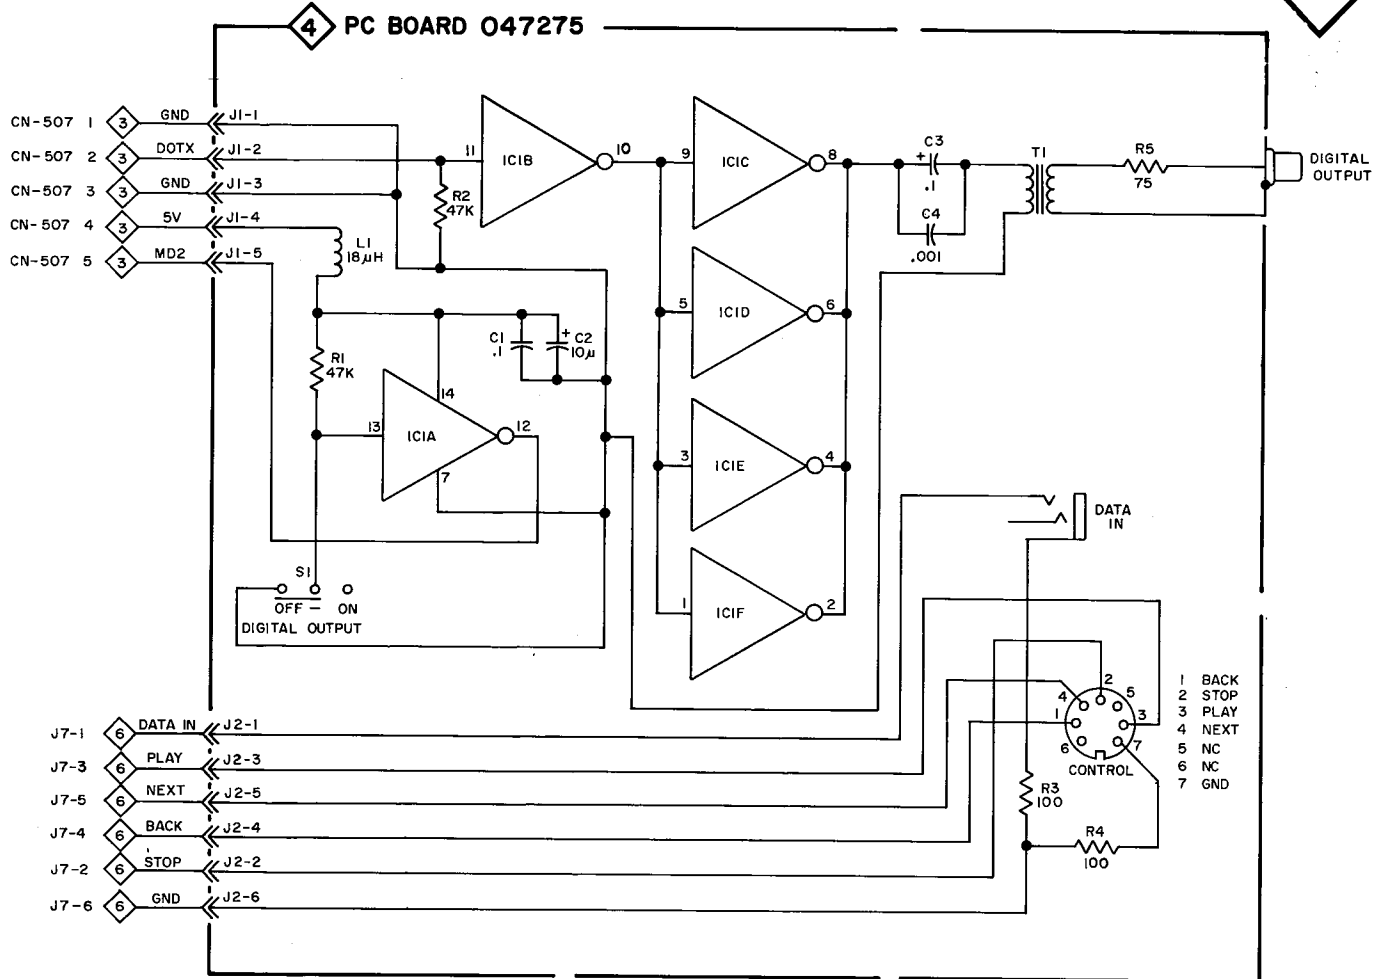 4 PC BOARD 047275
CN-507 1 3 GND J1-1
CN-507 2 3 DOTX J1-2
CN-507 3 3 GND J1-3
CN-507 4 3 5V J1-4
CN-507 5 3 MD2 J1-5
11 IC1B 10
R2
47K
L1
18µH
9 IC1C 8
C3
+
.1
C4
.001
T1
R5
75
DIGITAL
OUTPUT
5 IC1D 6
C1
.1
+ C2
10µ
R1
47K
14
13 IC1A 12
7
3 IC1E 4
DATA
IN
S1
OFF – ON
DIGITAL OUTPUT
1 IC1F 2
J7-1 6 DATA IN J2-1
J7-3 6 PLAY J2-3
J7-5 6 NEXT J2-5
J7-4 6 BACK J2-4
J7-2 6 STOP J2-2
J7-6 6 GND J2-6
2
4 5
1 3
6 7
CONTROL
R3
100
R4
100
1 BACK
2 STOP
3 PLAY
4 NEXT
5 NC
6 NC
7 GND